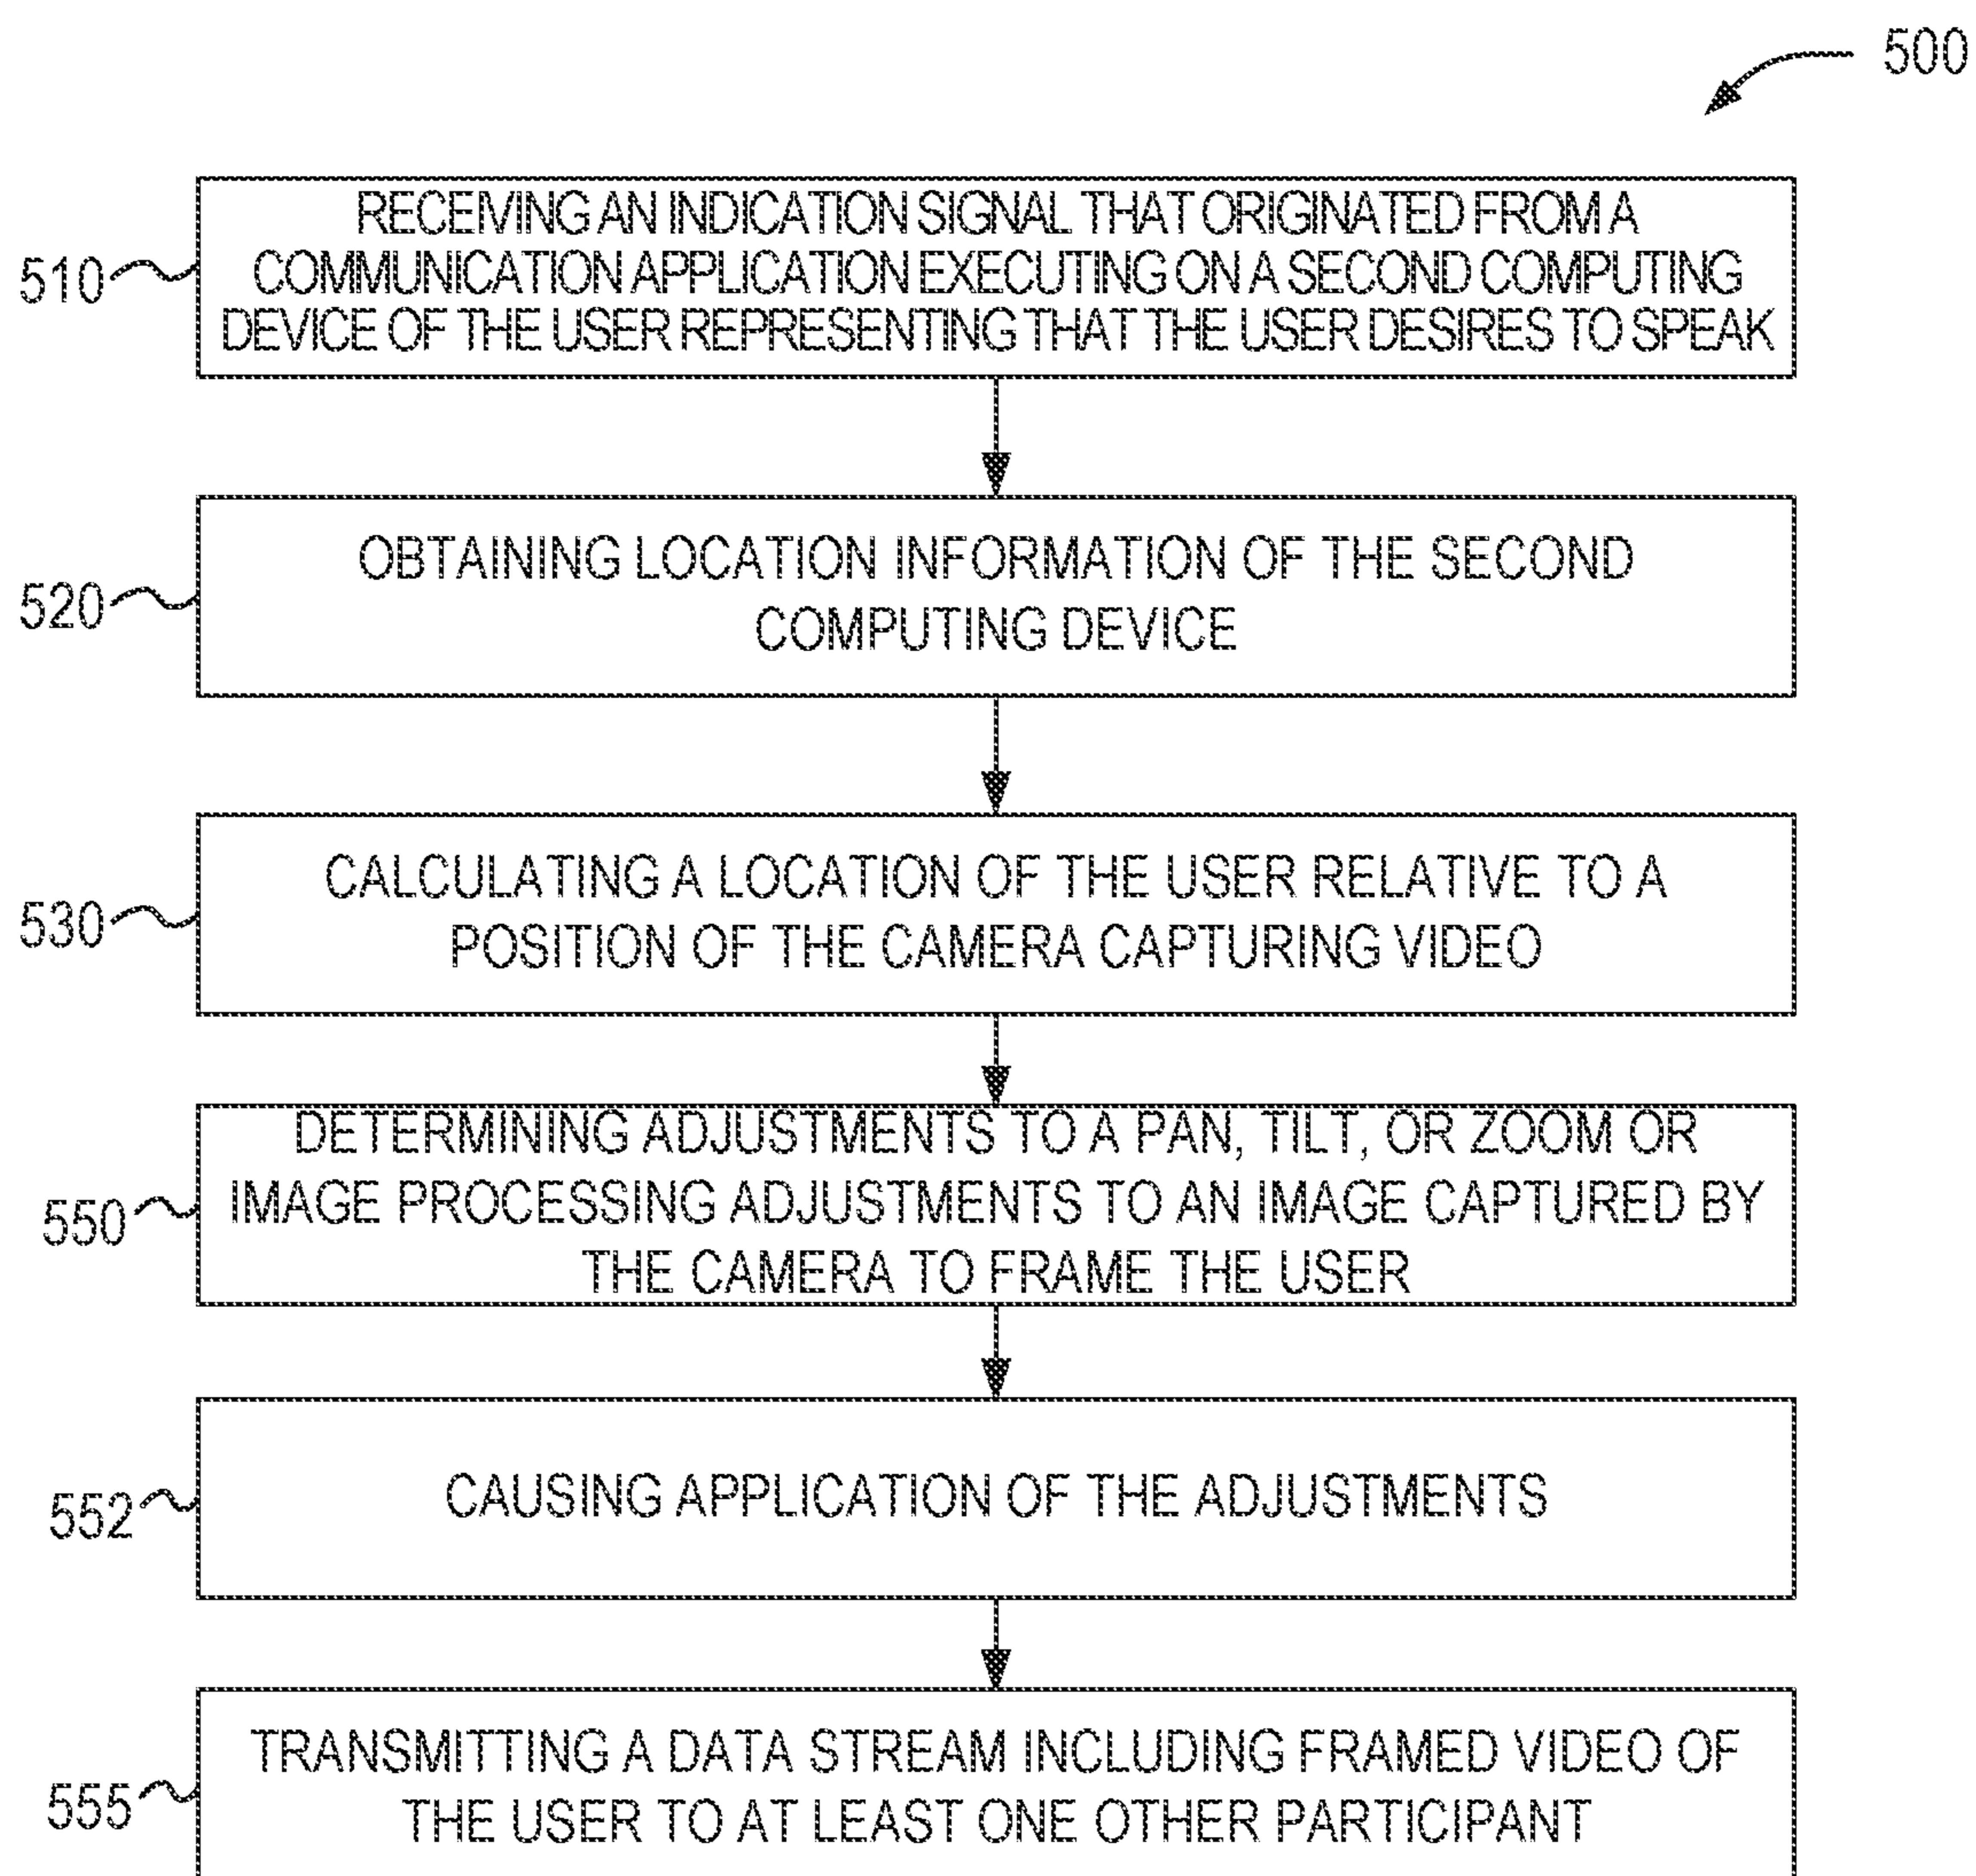 500
510
RECEIVING AN INDICATION SIGNAL THAT ORIGINATED FROM A
COMMUNICATION APPLICATION EXECUTING ON A SECOND COMPUTING
DEVICE OF THE USER REPRESENTING THAT THE USER DESIRES TO SPEAK
520
OBTAINING LOCATION INFORMATION OF THE SECOND
COMPUTING DEVICE
530
CALCULATING A LOCATION OF THE USER RELATIVE TO A
POSITION OF THE CAMERA CAPTURING VIDEO
550
DETERMINING ADJUSTMENTS TO A PAN, TILT, OR ZOOM OR
IMAGE PROCESSING ADJUSTMENTS TO AN IMAGE CAPTURED BY
THE CAMERA TO FRAME THE USER
552
CAUSING APPLICATION OF THE ADJUSTMENTS
555
TRANSMITTING A DATA STREAM INCLUDING FRAMED VIDEO OF
THE USER TO AT LEAST ONE OTHER PARTICIPANT